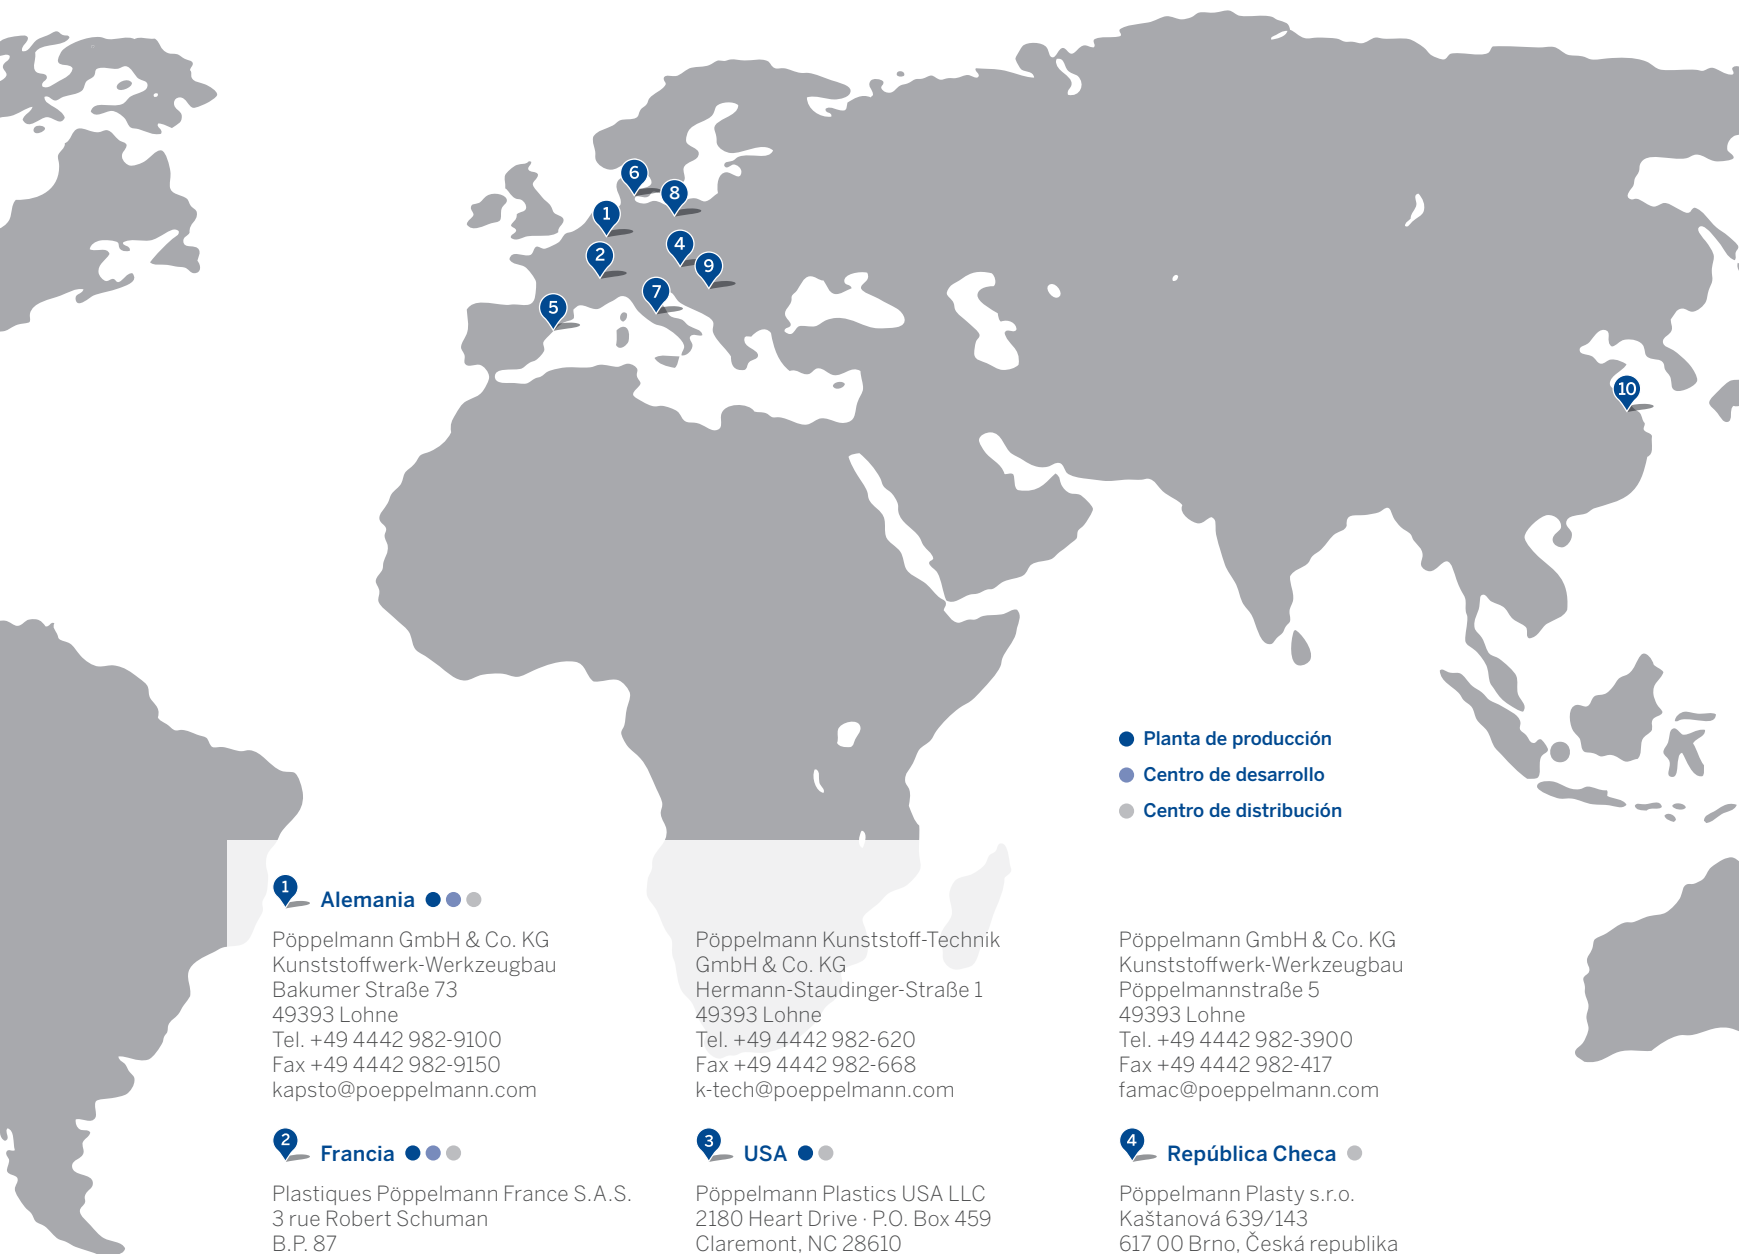 6
8
1
4
2
9
7
5
10
Planta de producción
Centro de desarrollo
Centro de distribución
1 Alemania
Pöppelmann GmbH & Co. KG
Kunststoffwerk-Werkzeugbau
Bakumer Straße 73
49393 Lohne
Tel. +49 4442 982-9100
Fax +49 4442 982-9150
kapsto@poeppelmann.com
Pöppelmann Kunststoff-Technik
GmbH & Co. KG
Hermann-Staudinger-Straße 1
49393 Lohne
Tel. +49 4442 982-620
Fax +49 4442 982-668
k-tech@poeppelmann.com
Pöppelmann GmbH & Co. KG
Kunststoffwerk-Werkzeugbau
Pöppelmannstraße 5
49393 Lohne
Tel. +49 4442 982-3900
Fax +49 4442 982-417
famac@poeppelmann.com
2 Francia
Plastiques Pöppelmann France S.A.S.
3 rue Robert Schuman
B.P. 87
3 USA
Pöppelmann Plastics USA LLC
2180 Heart Drive · P.O. Box 459
Claremont, NC 28610
4 República Checa
Pöppelmann Plasty s.r.o.
Kaštanová 639/143
617 00 Brno, Česká republika